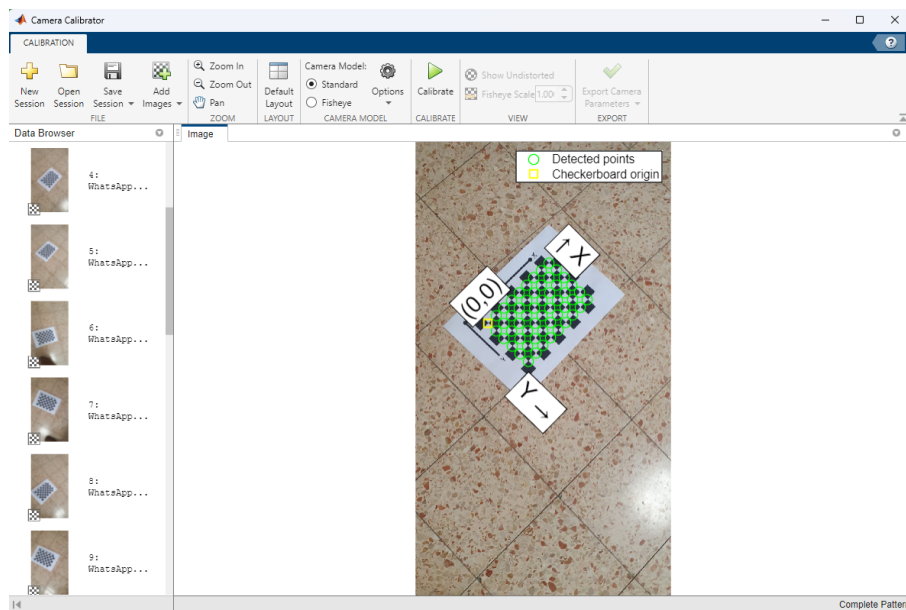 Camera Calibrator
CALIBRATION
?
New Session
Open Session
Save Session
Add Images
FILE
Zoom In
Zoom Out
Pan
ZOOM
Default Layout
LAYOUT
Camera Model:
Standard
Fisheye
Options
CAMERA MODEL
Calibrate
CALIBRATE
Show Undistorted
Fisheye Scale 1.00
VIEW
Export Camera Parameters
EXPORT
Data Browser
Image
4:
WhatsApp...
5:
WhatsApp...
6:
WhatsApp...
7:
WhatsApp...
8:
WhatsApp...
9:
WhatsApp...
Detected points
Checkerboard origin
↑ X
(0,0)
Y →
Complete Patter